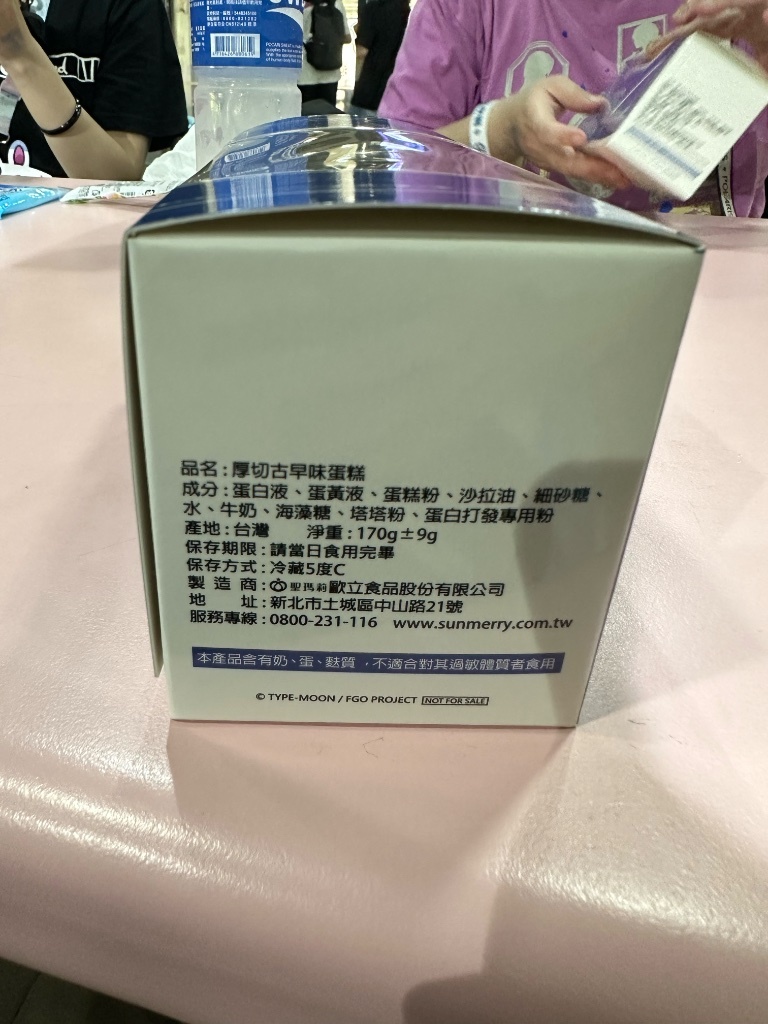 品名:厚切古早味蛋糕
成分:蛋白液、蛋黃液、蛋糕粉、沙拉油、細砂糖、
水、牛奶、海藻糖、塔塔粉、蛋白打發專用粉
產地:台灣 淨重:170g±9g
保存期限:請當日食用完畢
保存方式:冷藏5度C
製造商:聖瑪莉歐立食品股份有限公司
地址:新北市土城區中山路21號
服務專線:0800-231-116 www.sunmerry.com.tw
本產品含有奶、蛋、麩質,不適合對其過敏體質者食用
© TYPE-MOON / FGO PROJECT NOT FOR SALE